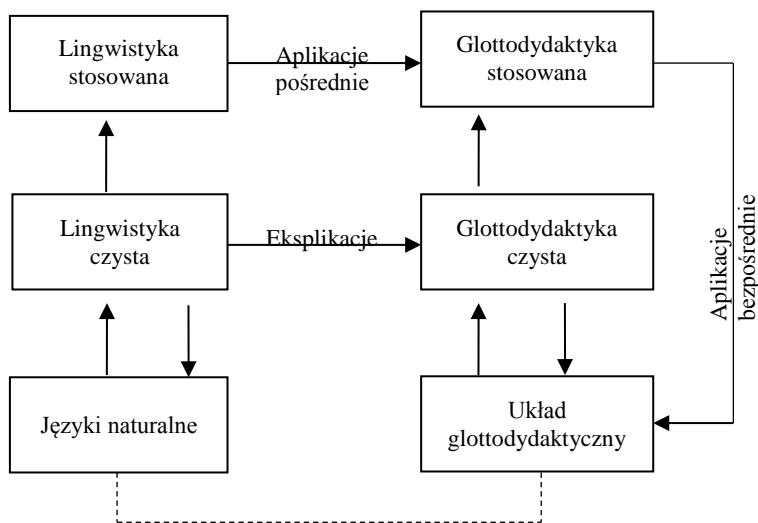 Lingwistyka
stosowana
Aplikacje
pośrednie
Glottodydaktyka
stosowana
Lingwistyka
czysta
Eksplikacje
Glottodydaktyka
czysta
Aplikacje
bezpośrednie
Języki naturalne
Układ
glottodydaktyczny